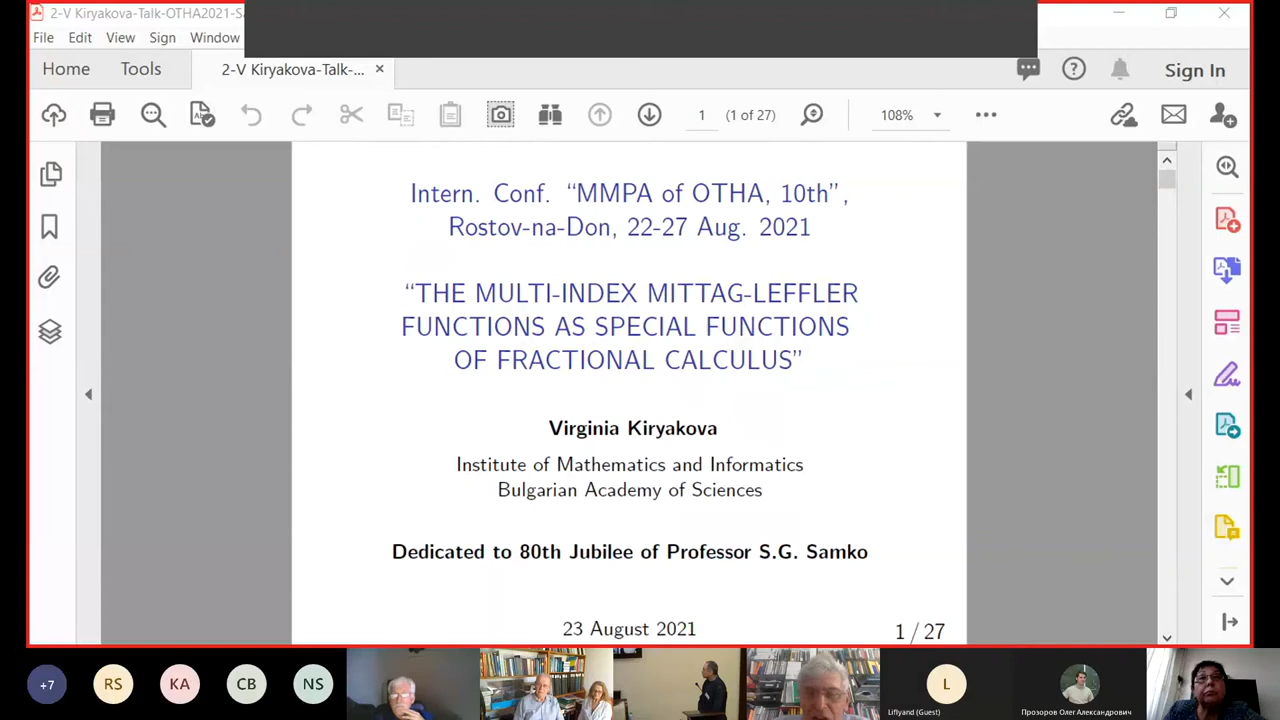 2-V Kiryakova-Talk-OTHA2021-S
File Edit View Sign Window
Home Tools 2-V Kiryakova-Talk-... Sign In
1 (1 of 27) 108%
Intern. Conf. “MMPA of OTHA, 10th”,
Rostov-na-Don, 22-27 Aug. 2021
“THE MULTI-INDEX MITTAG-LEFFLER
FUNCTIONS AS SPECIAL FUNCTIONS
OF FRACTIONAL CALCULUS”
Virginia Kiryakova
Institute of Mathematics and Informatics
Bulgarian Academy of Sciences
Dedicated to 80th Jubilee of Professor S.G. Samko
23 August 2021
1 / 27
+7 RS KA CB NS L
Liflyand (Guest) Прозоров Олег Александрович